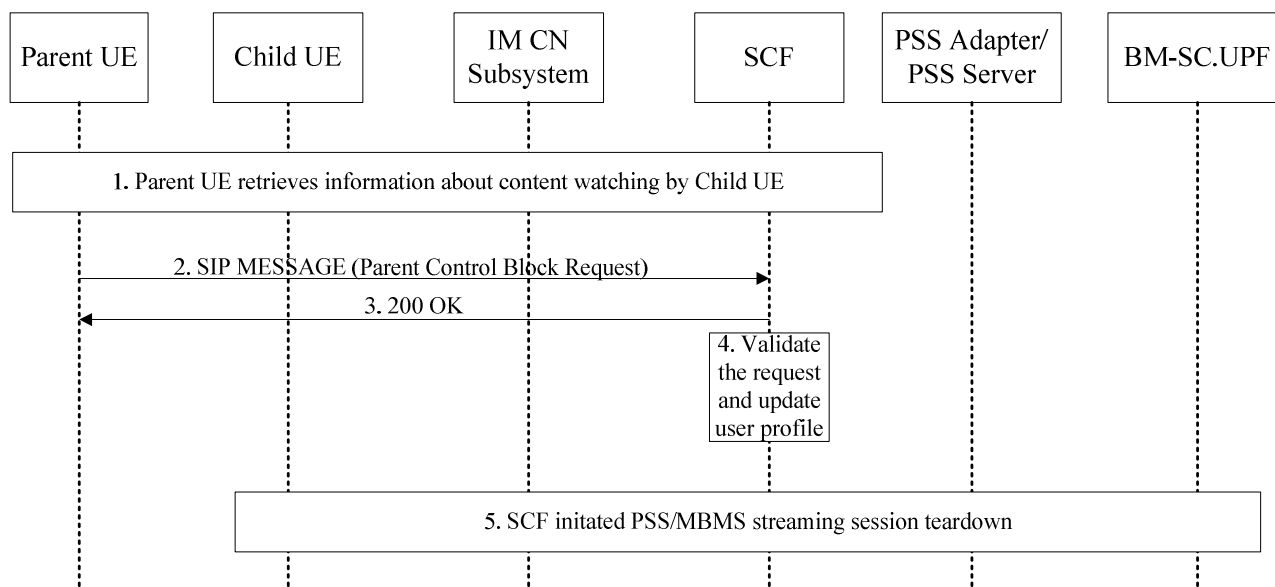 Parent UE
Child UE
IM CN
Subsystem
SCF
PSS Adapter/
PSS Server
BM-SC.UPF
1. Parent UE retrieves information about content watching by Child UE
2. SIP MESSAGE (Parent Control Block Request)
3. 200 OK
4. Validate
the request
and update
user profile
5. SCF initated PSS/MBMS streaming session teardown